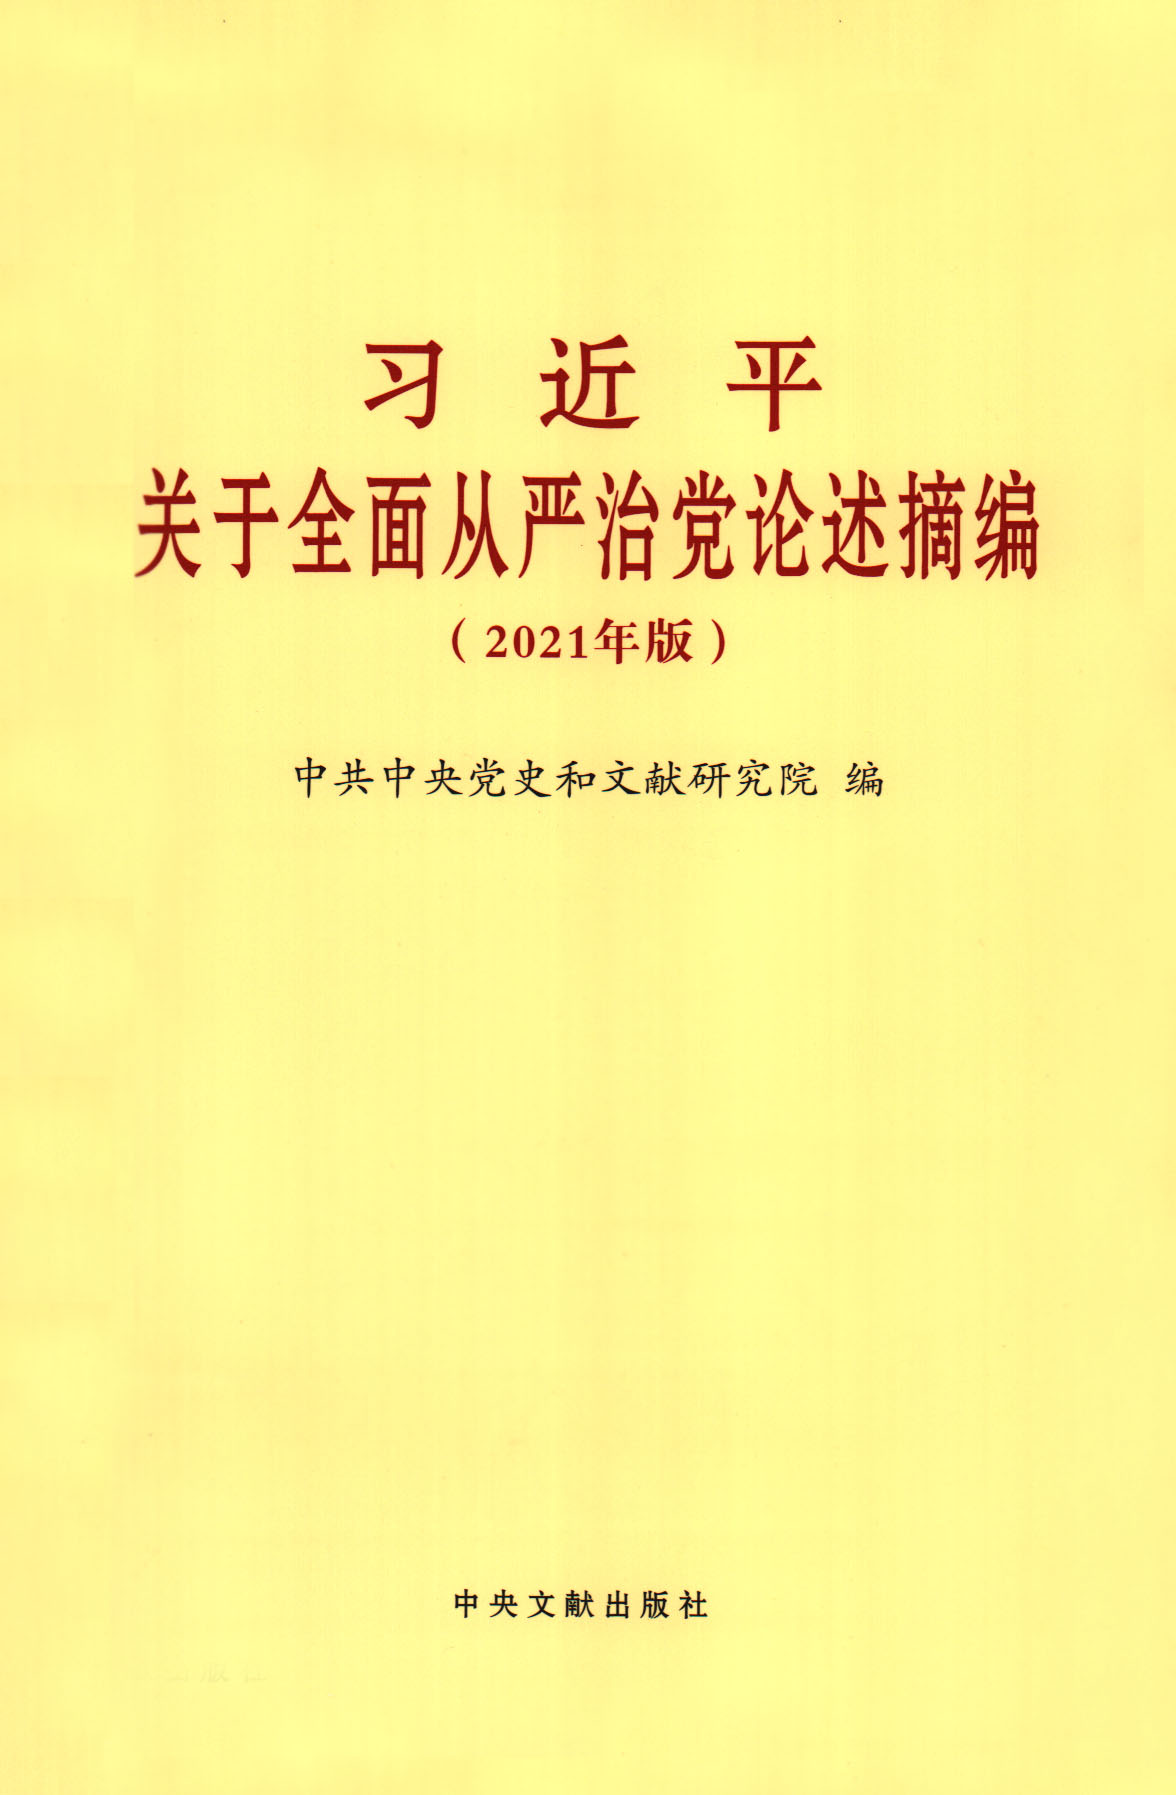 习近平
关于全面从严治党论述摘编
（2021年版）
中共中央党史和文献研究院 编
中央文献出版社